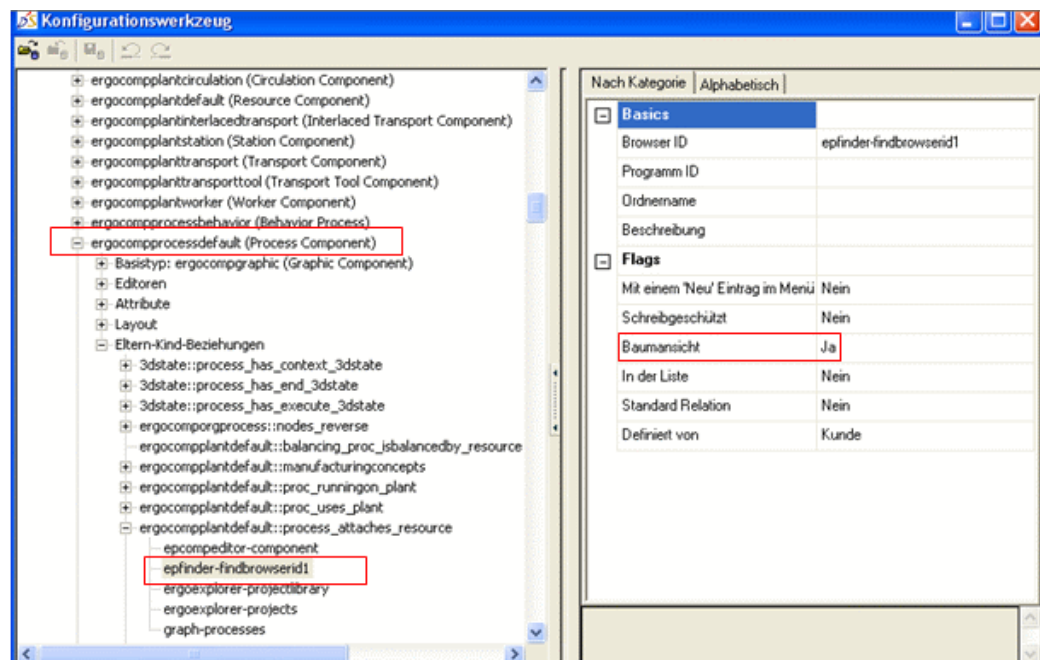 Konfigurationswerkzeug
ergocompplantcirculation (Circulation Component)
ergocompplantdefault (Resource Component)
ergocompplantinterlacedtransport (Interlaced Transport Component)
ergocompplantstation (Station Component)
ergocompplanttransport (Transport Component)
ergocompplanttransporttool (Transport Tool Component)
ergocompplantworker (Worker Component)
ergocompprocessbehavior (Behavior Process)
ergocompprocessdefault (Process Component)
Basistyp: ergocompgraphic (Graphic Component)
Editoren
Attribute
Layout
Eltern-Kind-Beziehungen
3dstate::process_has_context_3dstate
3dstate::process_has_end_3dstate
3dstate::process_has_execute_3dstate
ergocomporgprocess::nodes_reverse
ergocompplantdefault::balancing_proc_isbalancedby_resource
ergocompplantdefault::manufacturingconcepts
ergocompplantdefault::proc_runningon_plant
ergocompplantdefault::proc_uses_plant
ergocompplantdefault::process_attaches_resource
epcompeditor-component
epfinder-findbrowserid1
ergoexplorer-projectlibrary
ergoexplorer-projects
graph-processes
Nach Kategorie Alphabetisch
Basics
Browser ID epfinder-findbrowserid1
Programm ID
Ordnername
Beschreibung
Flags
Mit einem 'Neu' Eintrag im Menü Nein
Schreibgeschützt Nein
Baumansicht Ja
In der Liste Nein
Standard Relation Nein
Definiert von Kunde